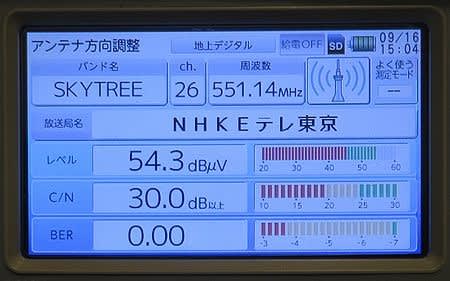 アンテナ方向調整 地上デジタル 給電OFF SD 09/16
15:04
バンド名 ch. 周波数 よく使う
測定モード
SKYTREE 26 551.14MHz --
放送局名 NHKEテレ東京
レベル 54.3 dBμV
20 30 40 50 60
C/N 30.0 dB以上
10 15 20 25 30
BER 0.00
-3 -4 -5 -6 -7